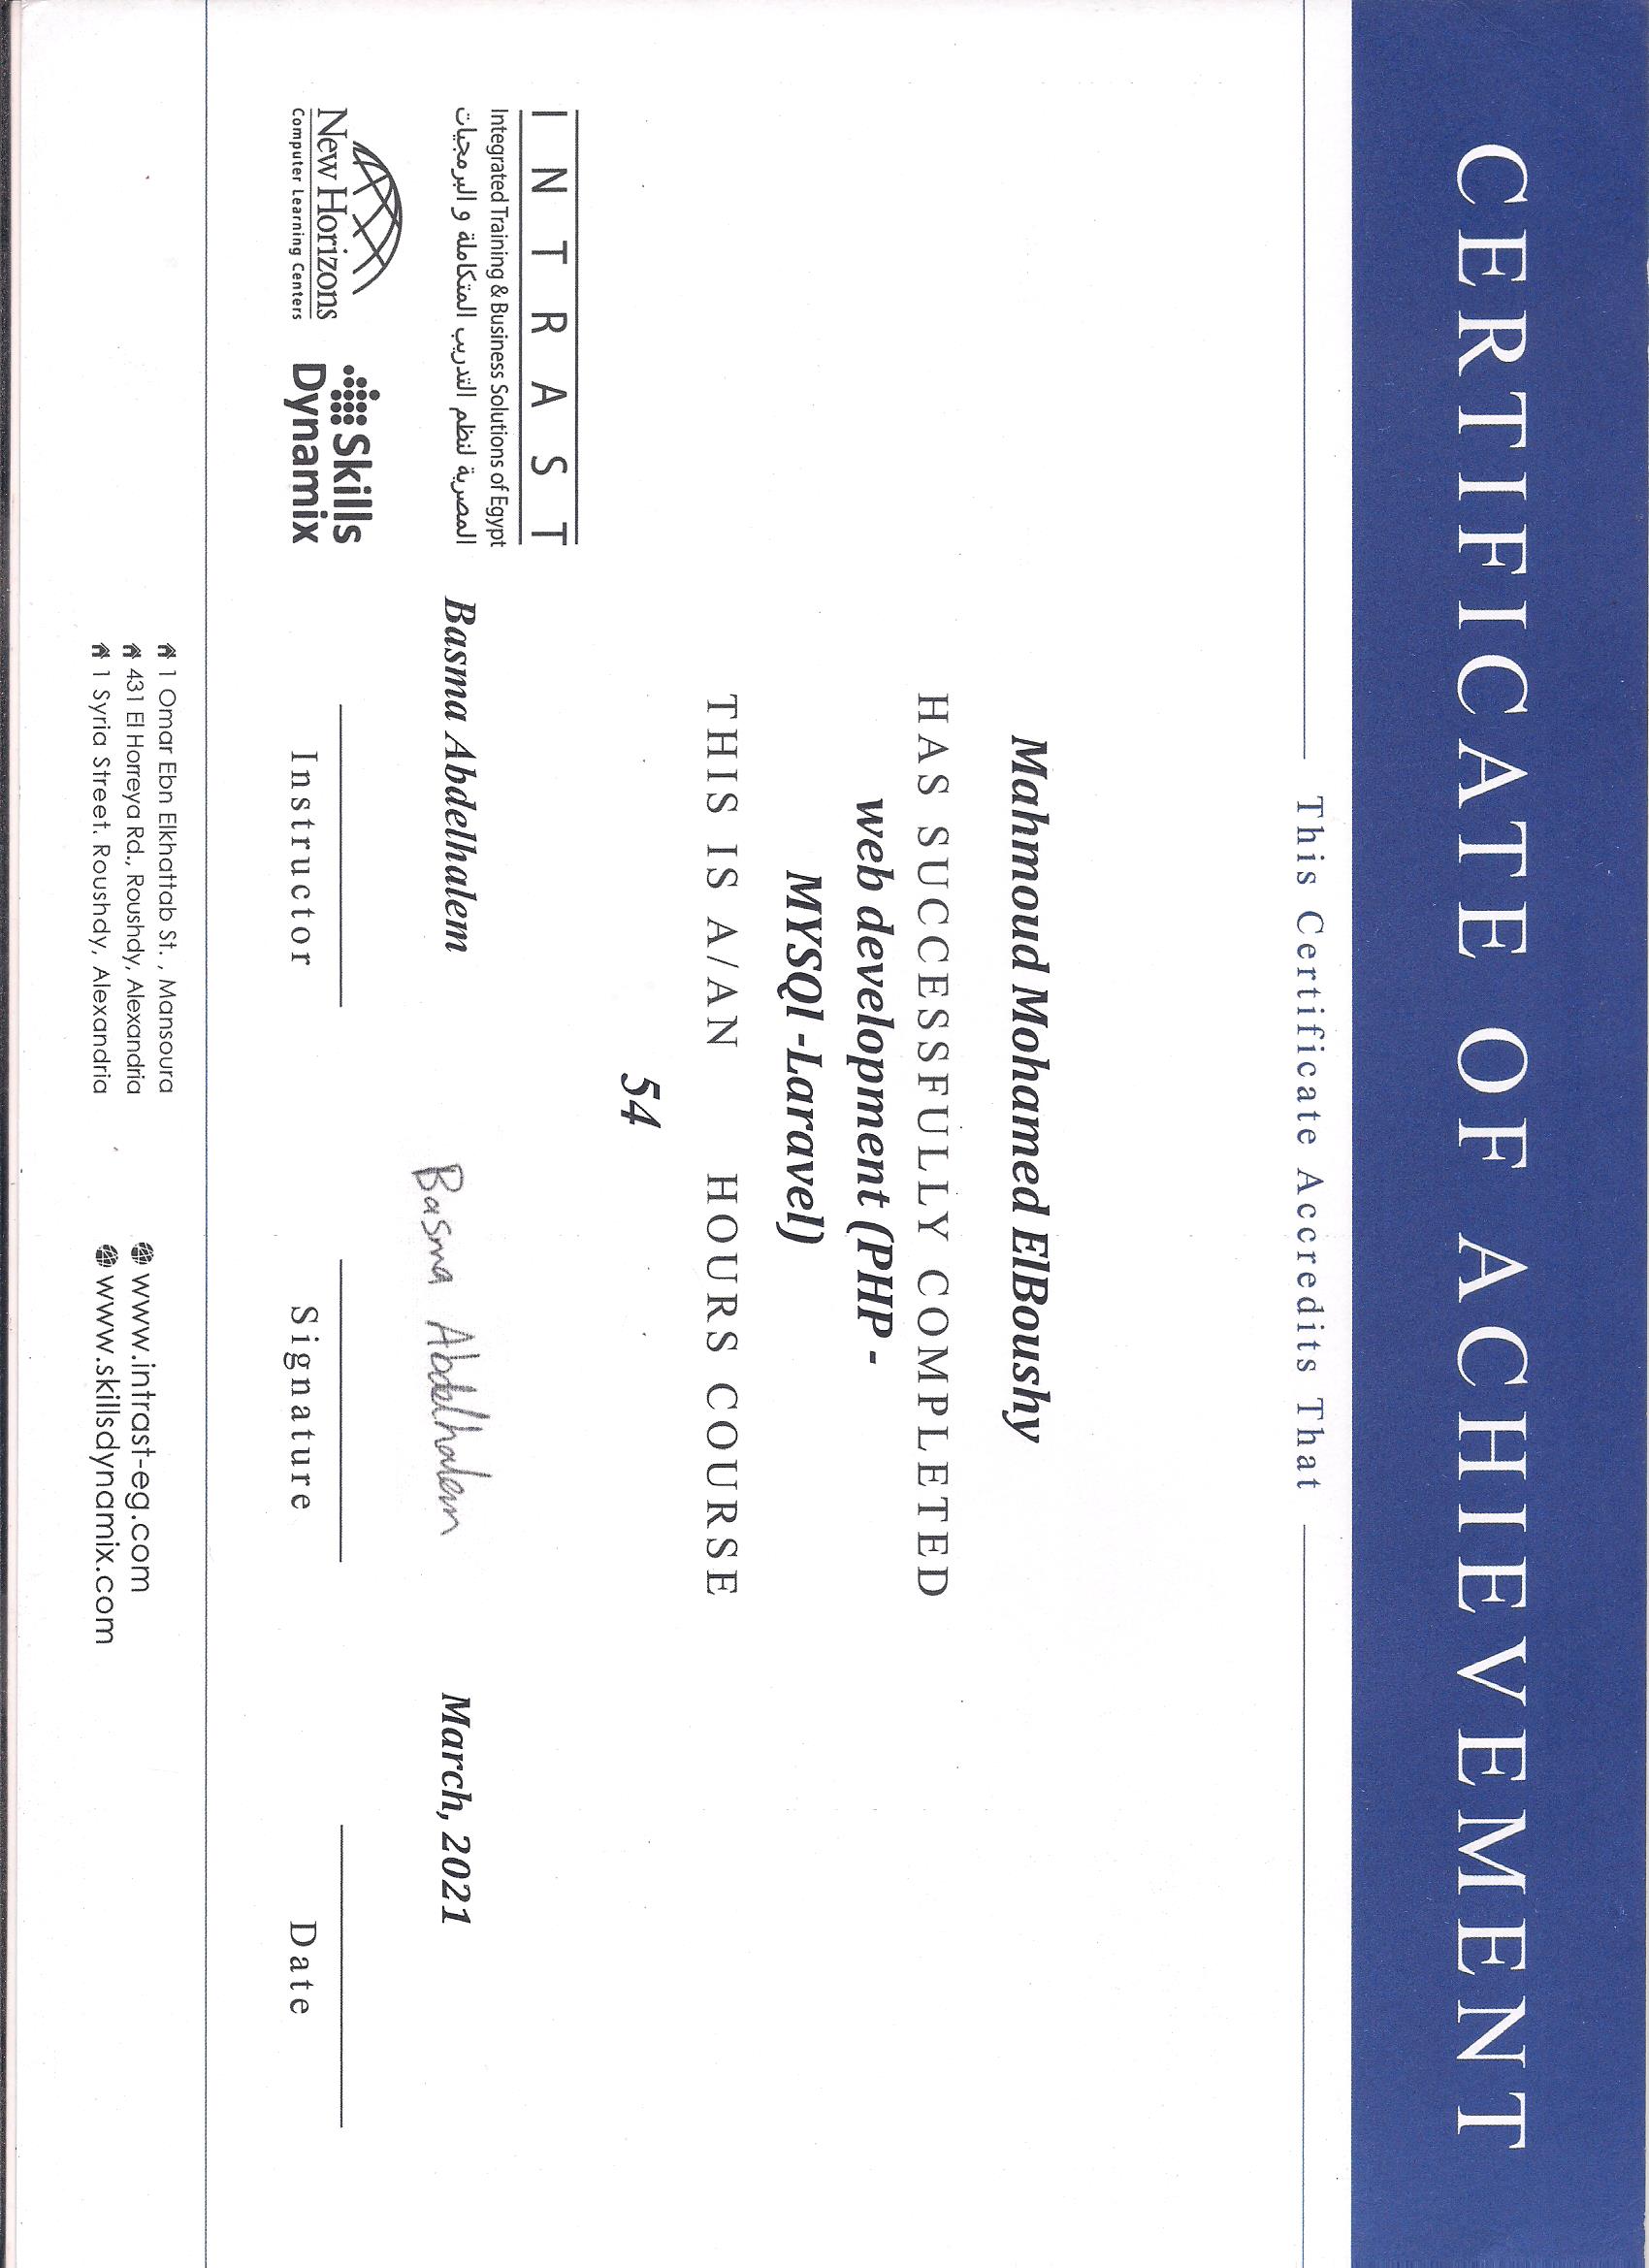 CERTIFICATE OF ACHIEVEMENT
This Certificate Accredits That
Mahmoud Mohamed ElBoushy
HAS SUCCESSFULLY COMPLETED
web development (PHP -
MYSQl -Laravel)
THIS IS A/AN HOURS COURSE
54
INTRAST
Integrated Training & Business Solutions of Egypt
المصرية لنظم التدريب المتكاملة و البرمجيات
Basma Abdelhalem
Basma Abdelhalem
March, 2021
New Horizons
Computer Learning Centers
Skills
Dynamix
Instructor
Signature
Date
1 Omar Ebn Elkhattab St. , Mansoura
431 El Horreya Rd., Roushdy, Alexandria
1 Syria Street. Roushdy, Alexandria
www.intrast-eg.com
www.skillsdynamix.com